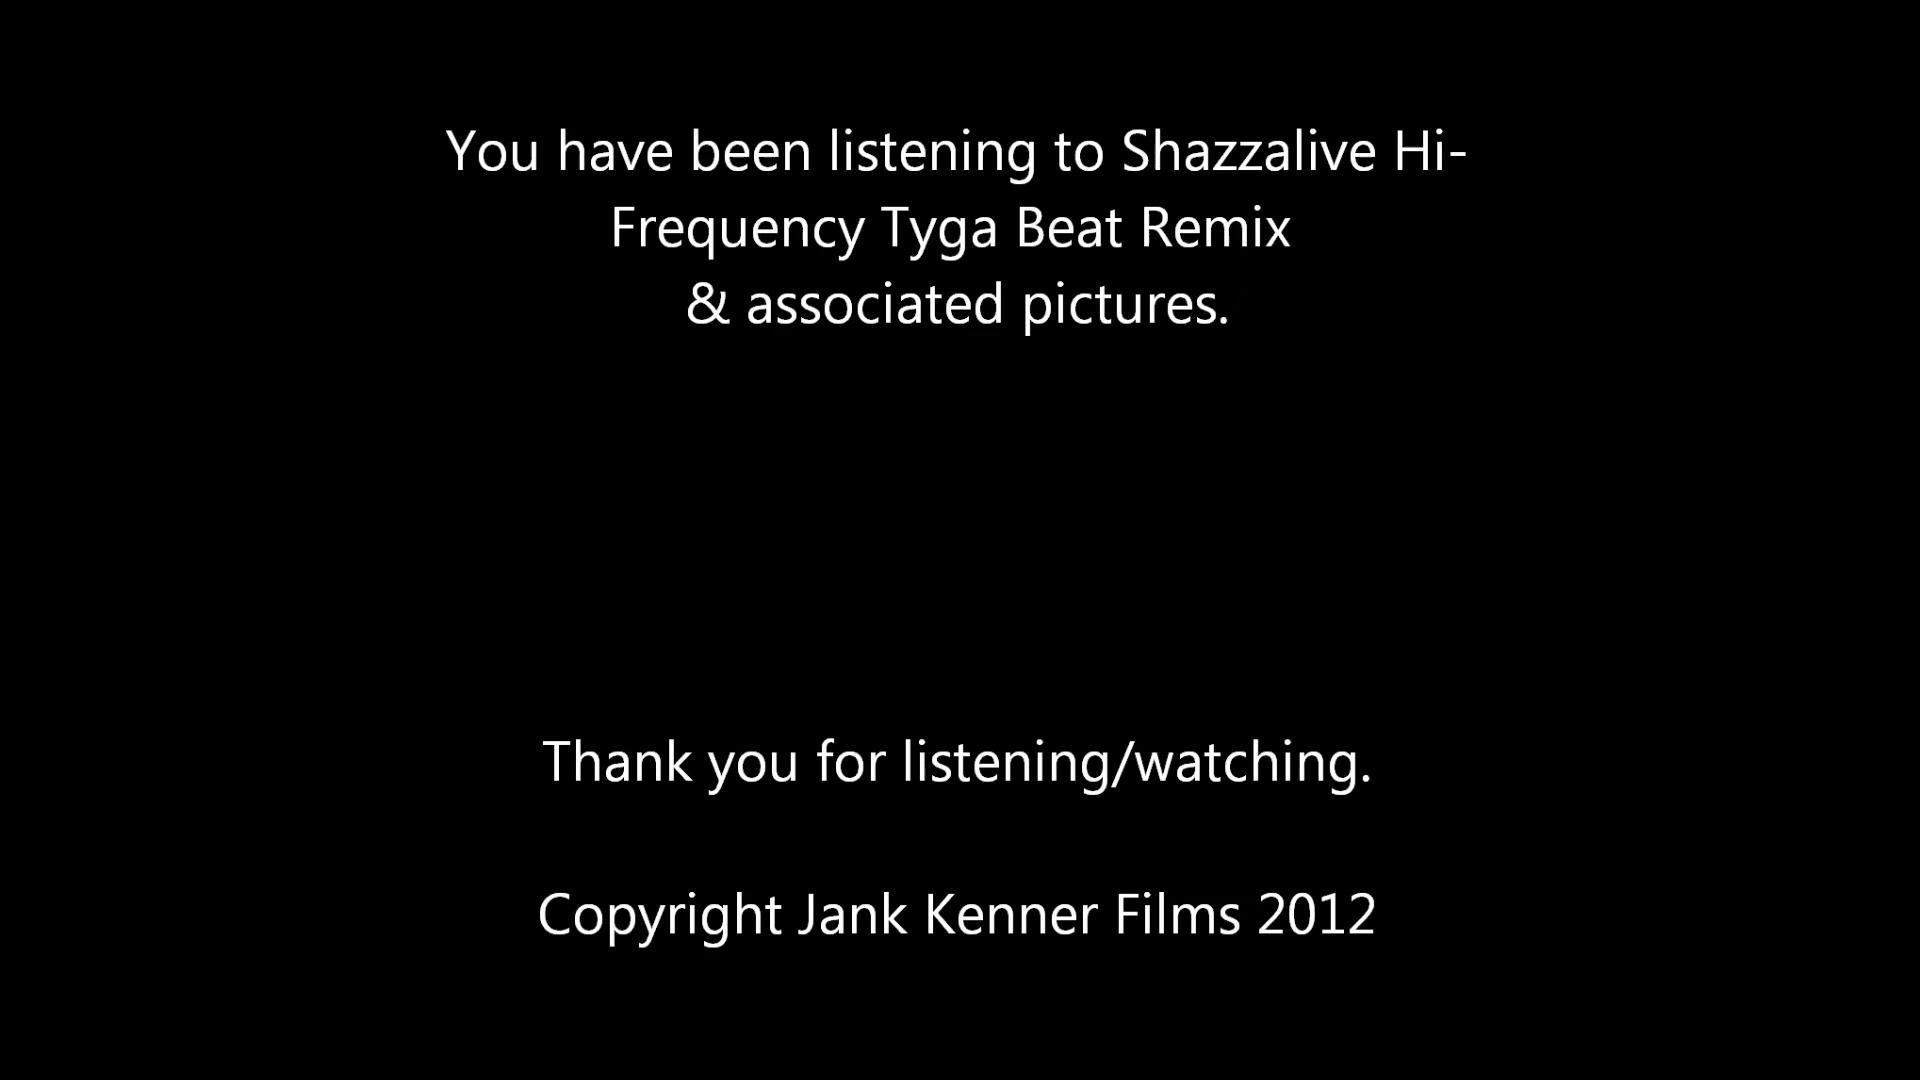 You have been listening to Shazzalive Hi-
Frequency Tyga Beat Remix
& associated pictures.
Thank you for listening/watching.
Copyright Jank Kenner Films 2012